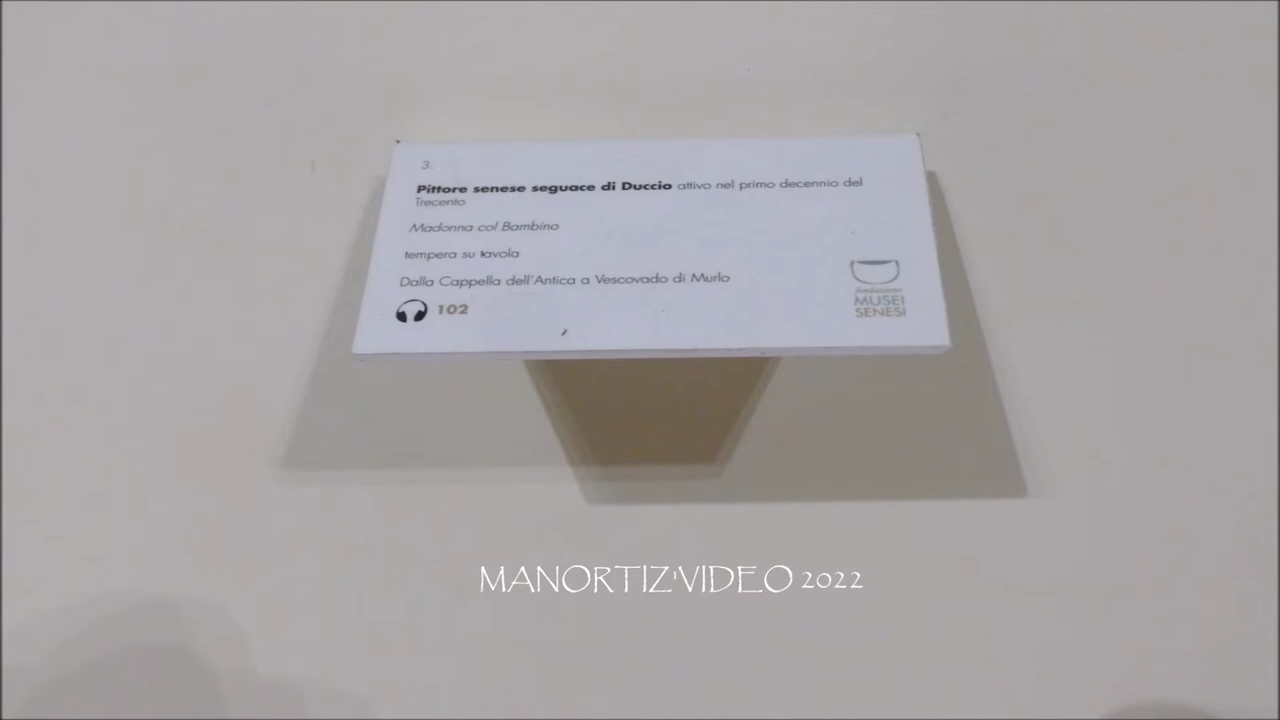 3.
Pittore senese seguace di Duccio attivo nel primo decennio del
Trecento
Madonna col Bambino
tempera su tavola
Dalla Cappella dell'Antica a Vescovado di Murlo
102
fondazione
MUSEI
SENESI
MANORTIZ'VIDEO 2022